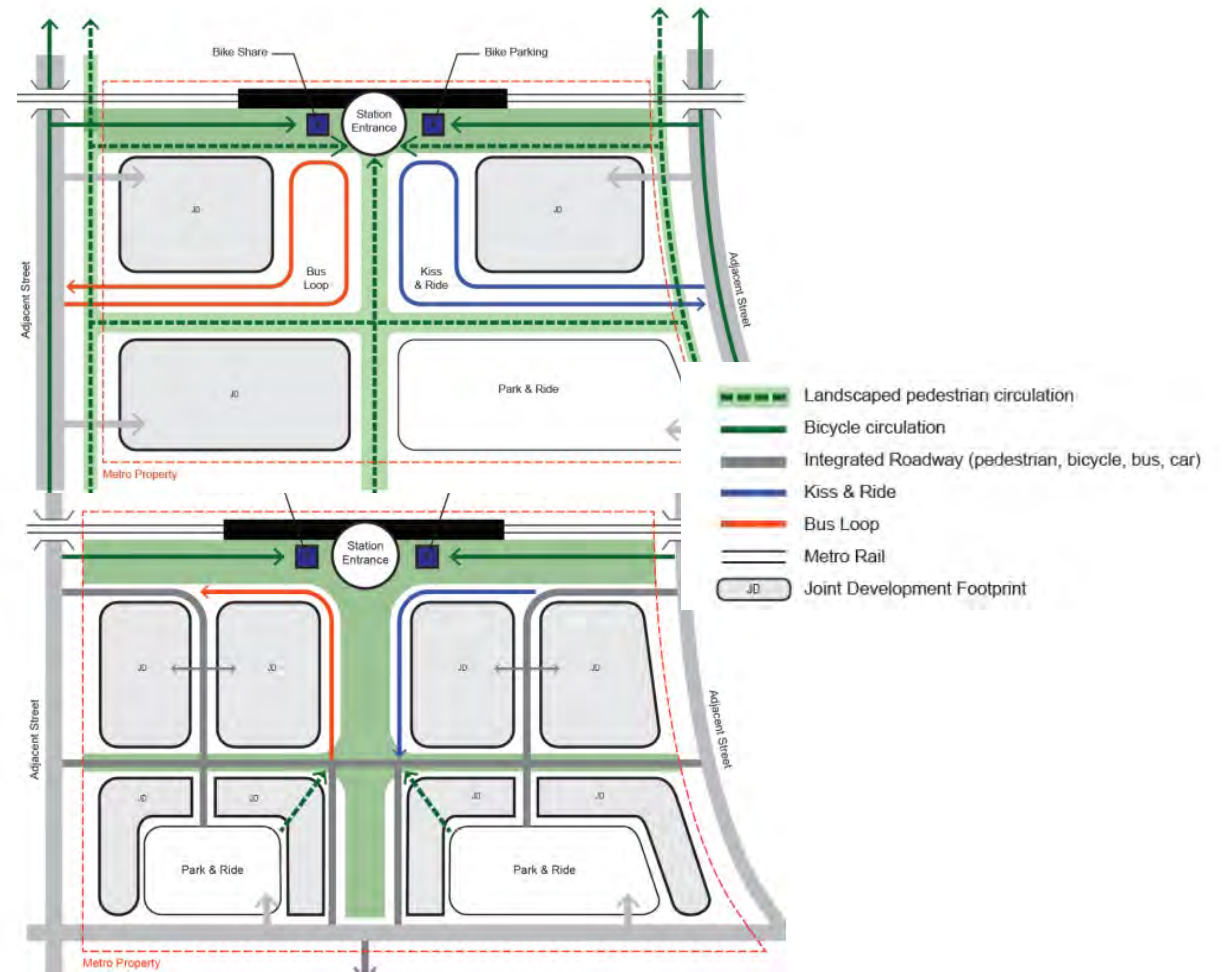 Bike Share
Bike Parking
Station
Entrance
JD
JD
Bus
Loop
Kiss
& Ride
Adjacent Street
Adjacent Street
JD
Park & Ride
Metro Property
Landscaped pedestrian circulation
Bicycle circulation
Integrated Roadway (pedestrian, bicycle, bus, car)
Kiss & Ride
Bus Loop
Metro Rail
JD Joint Development Footprint
Station
Entrance
JD
JD
JD
JD
Adjacent Street
Adjacent Street
JD
JD
JD
JD
Park & Ride
Park & Ride
Metro Property